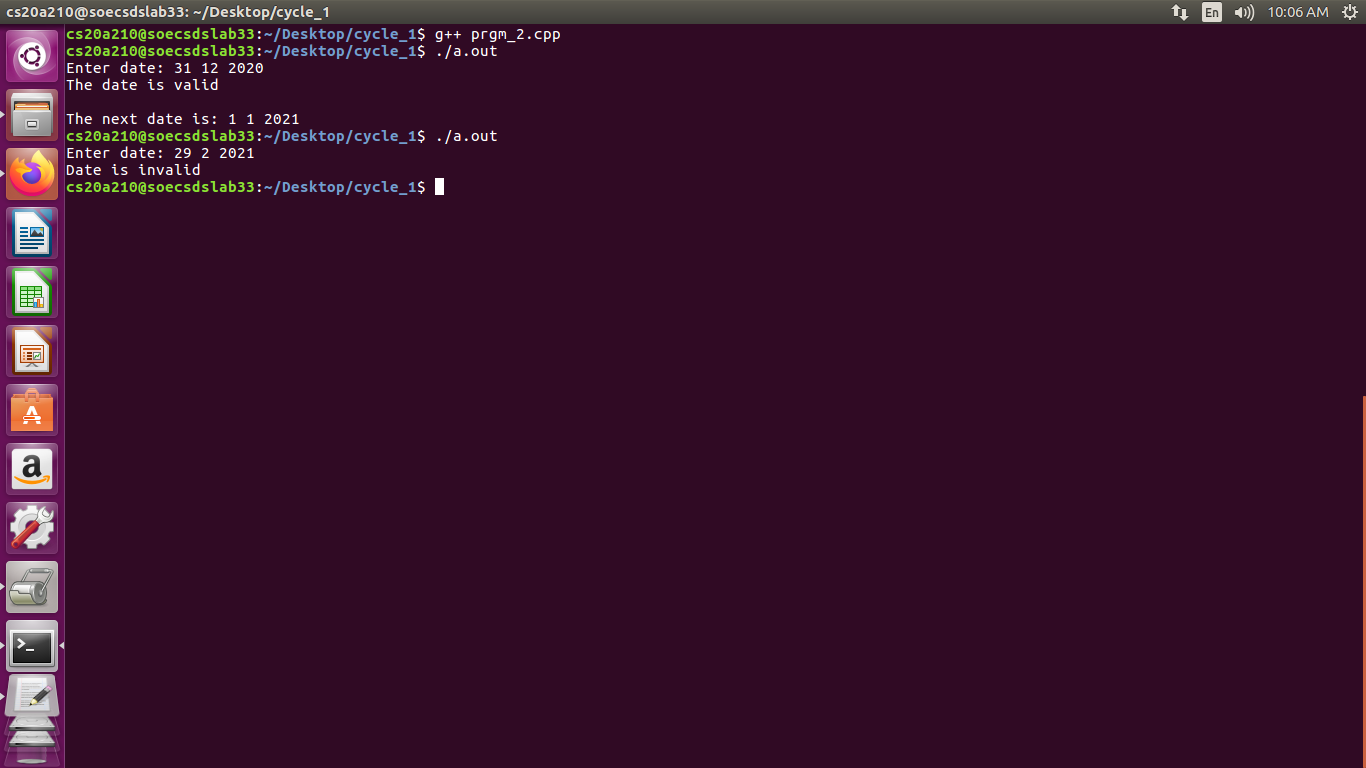 cs20a210@soecsdslab33: ~/Desktop/cycle_1
En
10:06 AM
cs20a210@soecsdslab33:~/Desktop/cycle_1$ g++ prgm_2.cpp
cs20a210@soecsdslab33:~/Desktop/cycle_1$ ./a.out
Enter date: 31 12 2020
The date is valid

The next date is: 1 1 2021
cs20a210@soecsdslab33:~/Desktop/cycle_1$ ./a.out
Enter date: 29 2 2021
Date is invalid
cs20a210@soecsdslab33:~/Desktop/cycle_1$